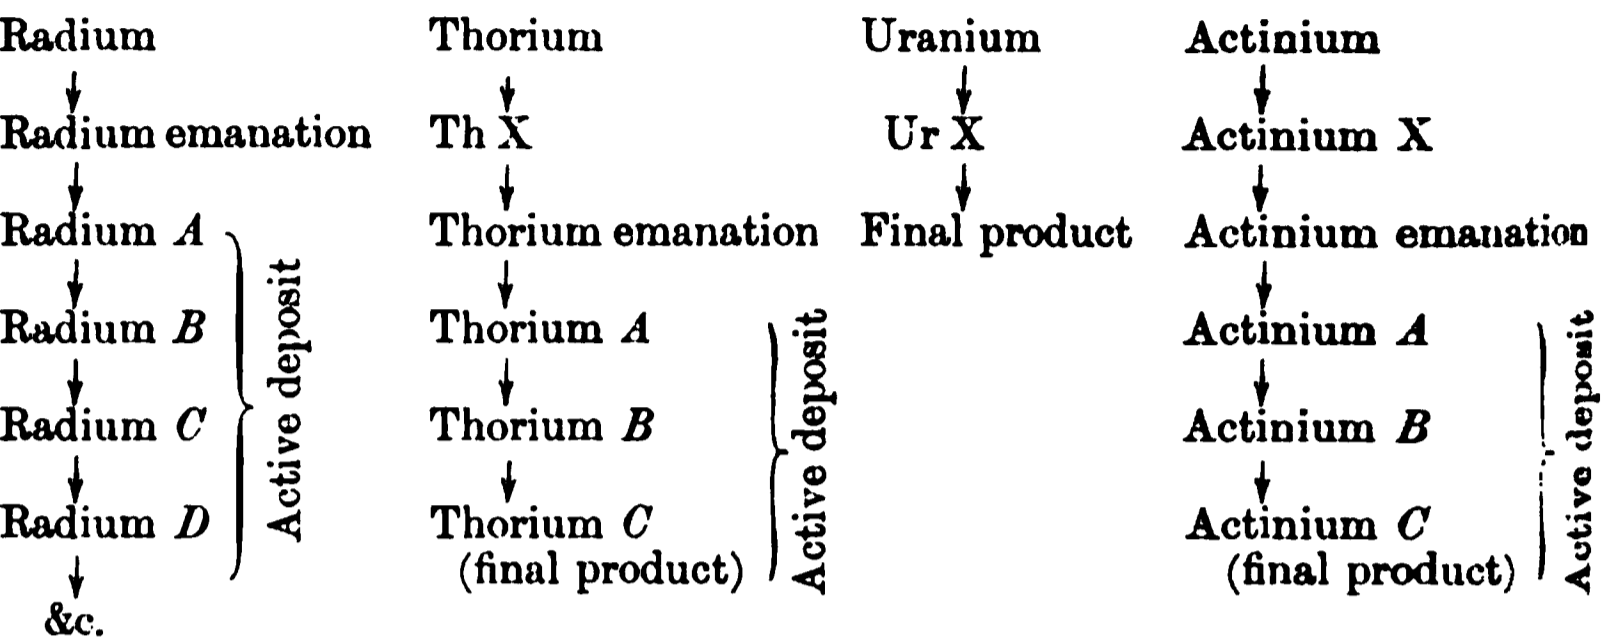 Radium
Radium emanation
Radium A
Radium B
Radium C
Radium D
&c.
Active deposit
Thorium
Th X
Thorium emanation
Thorium A
Thorium B
Thorium C
(final product)
Active deposit
Uranium
Ur X
Final product
Actinium
Actinium X
Actinium emanation
Actinium A
Actinium B
Actinium C
(final product)
Active deposit